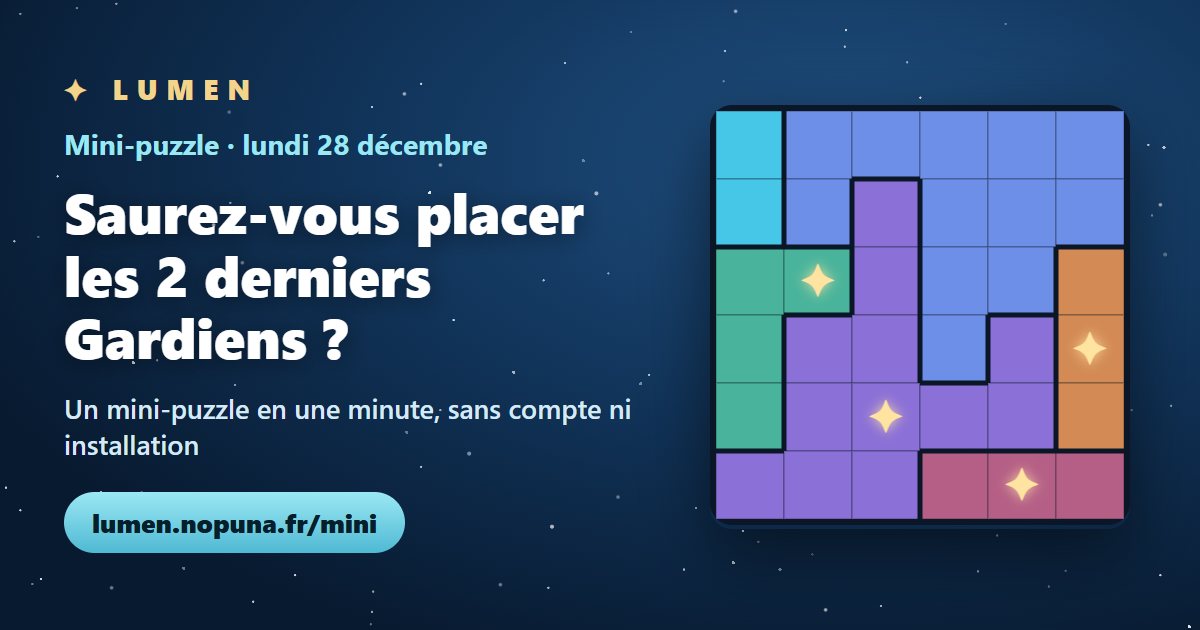 LUMEN
Mini-puzzle · lundi 28 décembre
Saurez-vous placer
les 2 derniers
Gardiens ?
Un mini-puzzle en une minute, sans compte ni
installation
lumen.nopuna.fr/mini